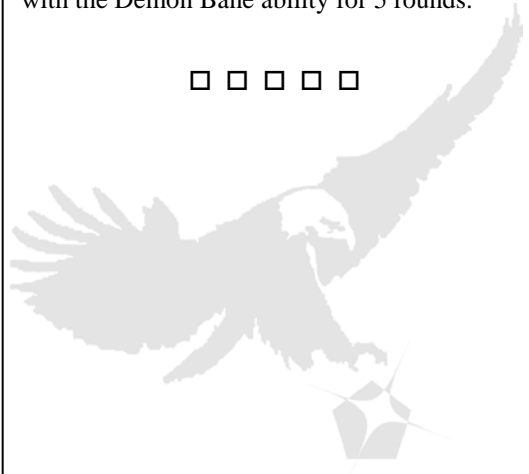 with the Demon Bane ability for 5 rounds.
□ □ □ □ □